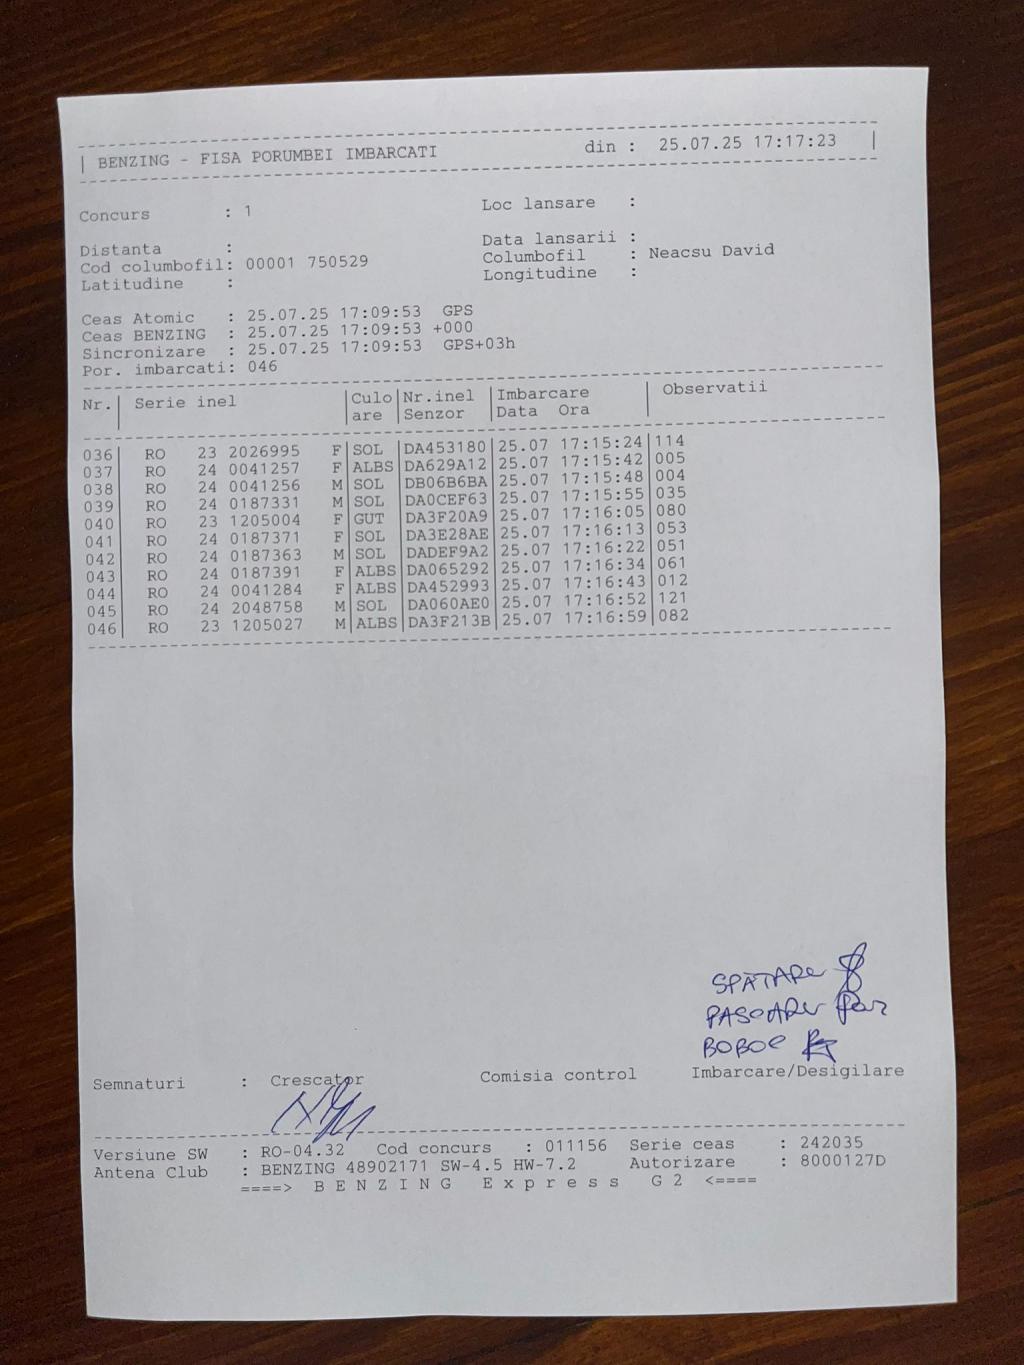 | BENZING - FISA PORUMBEI IMBARCATI din : 25.07.25 17:17:23 |
Concurs : 1 Loc lansare :
Distanta : Data lansarii :
Cod columbofil: 00001 750529 Columbofil : Neacsu David
Latitudine : Longitudine :
Ceas Atomic : 25.07.25 17:09:53 GPS
Ceas BENZING : 25.07.25 17:09:53 +000
Sincronizare : 25.07.25 17:09:53 GPS+03h
Por. imbarcati: 046
Nr.| Serie inel |Culo|Nr.inel |Imbarcare | Observatii
|are |Senzor |Data Ora |
036| RO 23 2026995 F|SOL |DA453180|25.07 17:15:24|114
037| RO 24 0041257 F|ALBS|DA629A12|25.07 17:15:42|005
038| RO 24 0041256 M|SOL |DB06B6BA|25.07 17:15:48|004
039| RO 24 0187331 M|SOL |DA0CEF63|25.07 17:15:55|035
040| RO 23 1205004 F|GUT |DA3F20A9|25.07 17:16:05|080
041| RO 24 0187371 F|SOL |DA3E28AE|25.07 17:16:13|053
042| RO 24 0187363 M|SOL |DADEF9A2|25.07 17:16:22|051
043| RO 24 0187391 F|ALBS|DA065292|25.07 17:16:34|061
044| RO 24 0041284 F|ALBS|DA452993|25.07 17:16:43|012
045| RO 24 2048758 M|SOL |DA060AE0|25.07 17:16:52|121
046| RO 23 1205027 M|ALBS|DA3F213B|25.07 17:16:59|082
SPĂTARU
PASCARU
BOBOC
Semnaturi : Crescator Comisia control Imbarcare/Desigilare
Versiune SW : RO-04.32 Cod concurs : 011156 Serie ceas : 242035
Antena Club : BENZING 48902171 SW-4.5 HW-7.2 Autorizare : 8000127D
====> B E N Z I N G E x p r e s s G 2 <====